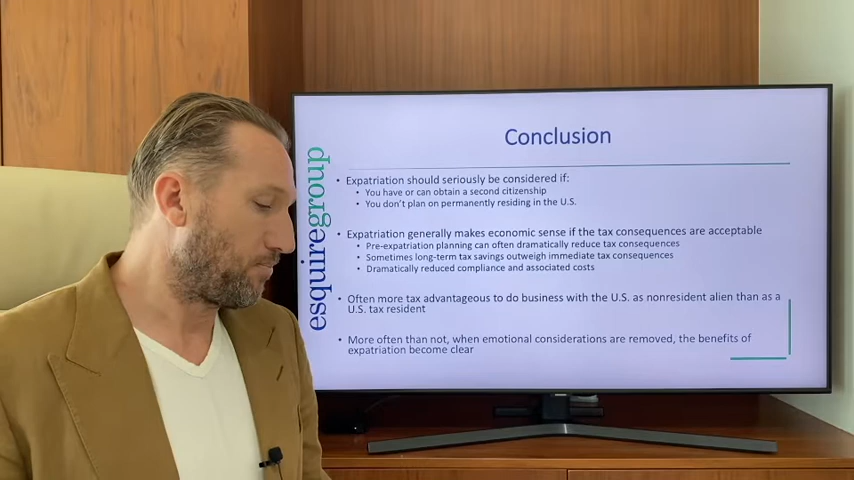 Conclusion
esquiregroup
• Expatriation should seriously be considered if:
• You have or can obtain a second citizenship
• You don't plan on permanently residing in the U.S.
• Expatriation generally makes economic sense if the tax consequences are acceptable
• Pre-expatriation planning can often dramatically reduce tax consequences
• Sometimes long-term tax savings outweigh immediate tax consequences
• Dramatically reduced compliance and associated costs
• Often more tax advantageous to do business with the U.S. as nonresident alien than as a
U.S. tax resident
• More often than not, when emotional considerations are removed, the benefits of
expatriation become clear